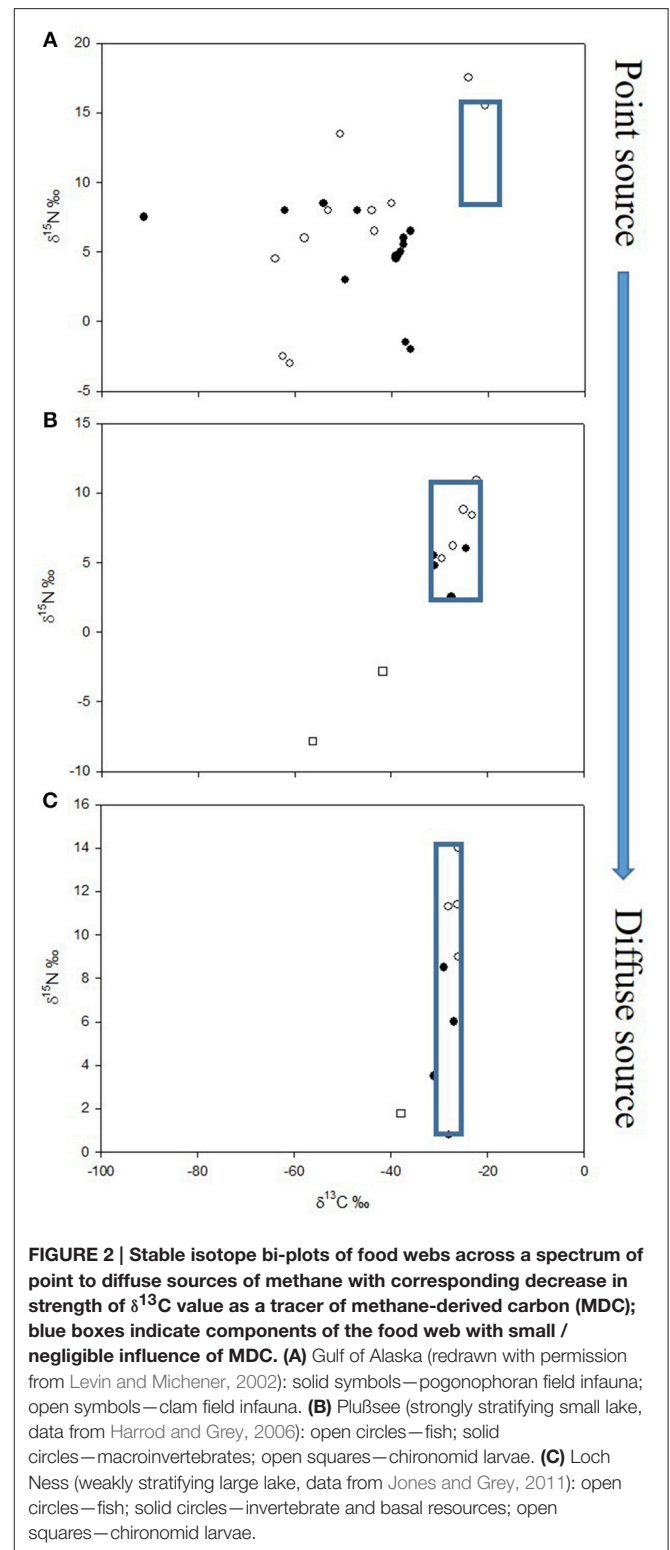 A
20
15
10
5
0
-5
δ15N ‰
Point source
B
15
10
5
0
-5
-10
δ15N ‰
C
16
14
12
10
8
6
4
2
0
δ15N ‰
Diffuse source
-100 -80 -60 -40 -20 0
δ13C ‰
FIGURE 2 | Stable isotope bi-plots of food webs across a spectrum of
point to diffuse sources of methane with corresponding decrease in
strength of δ13C value as a tracer of methane-derived carbon (MDC);
blue boxes indicate components of the food web with small /
negligible influence of MDC. (A) Gulf of Alaska (redrawn with permission
from Levin and Michener, 2002): solid symbols—pogonophoran field infauna;
open symbols—clam field infauna. (B) Plußsee (strongly stratifying small lake,
data from Harrod and Grey, 2006): open circles—fish; solid
circles—macroinvertebrates; open squares—chironomid larvae. (C) Loch
Ness (weakly stratifying large lake, data from Jones and Grey, 2011): open
circles—fish; solid circles—invertebrate and basal resources; open
squares—chironomid larvae.